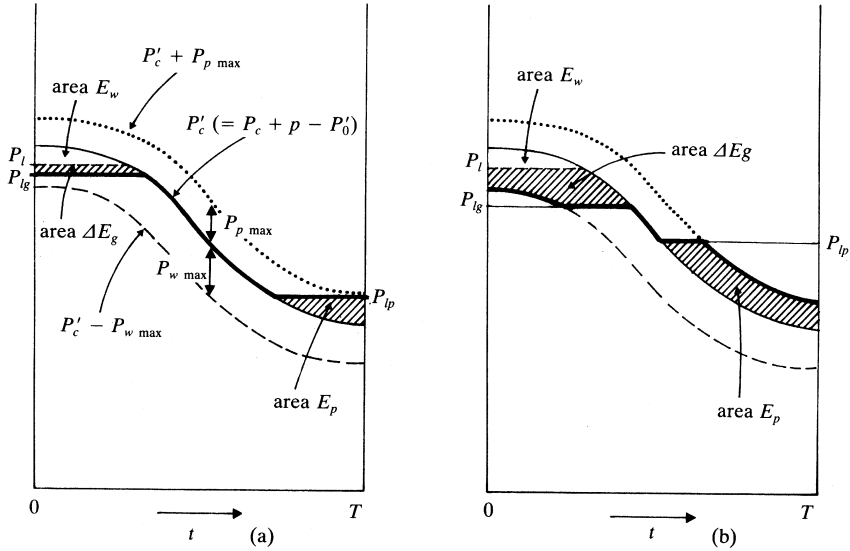 P′c + Pp max
area Ew
P′c (= Pc + p − P′0)
Pl
Plg
Pp max
area ΔEg
Pw max
Plp
P′c − Pw max
area Ep
0
T
t
(a)
area Ew
area ΔEg
Pl
Plg
Plp
area Ep
0
T
t
(b)